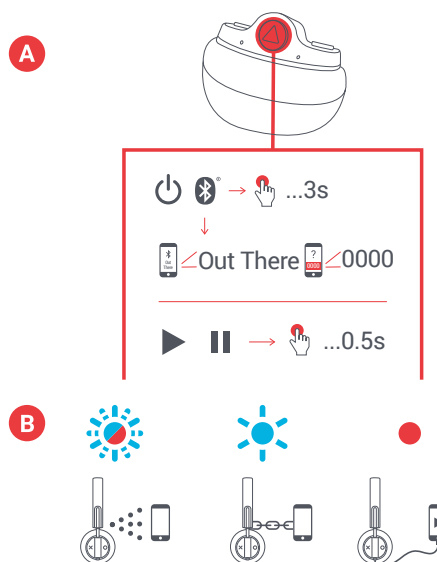 A
...3s
Out
There
Out There
?
0000
0000
...0.5s
B